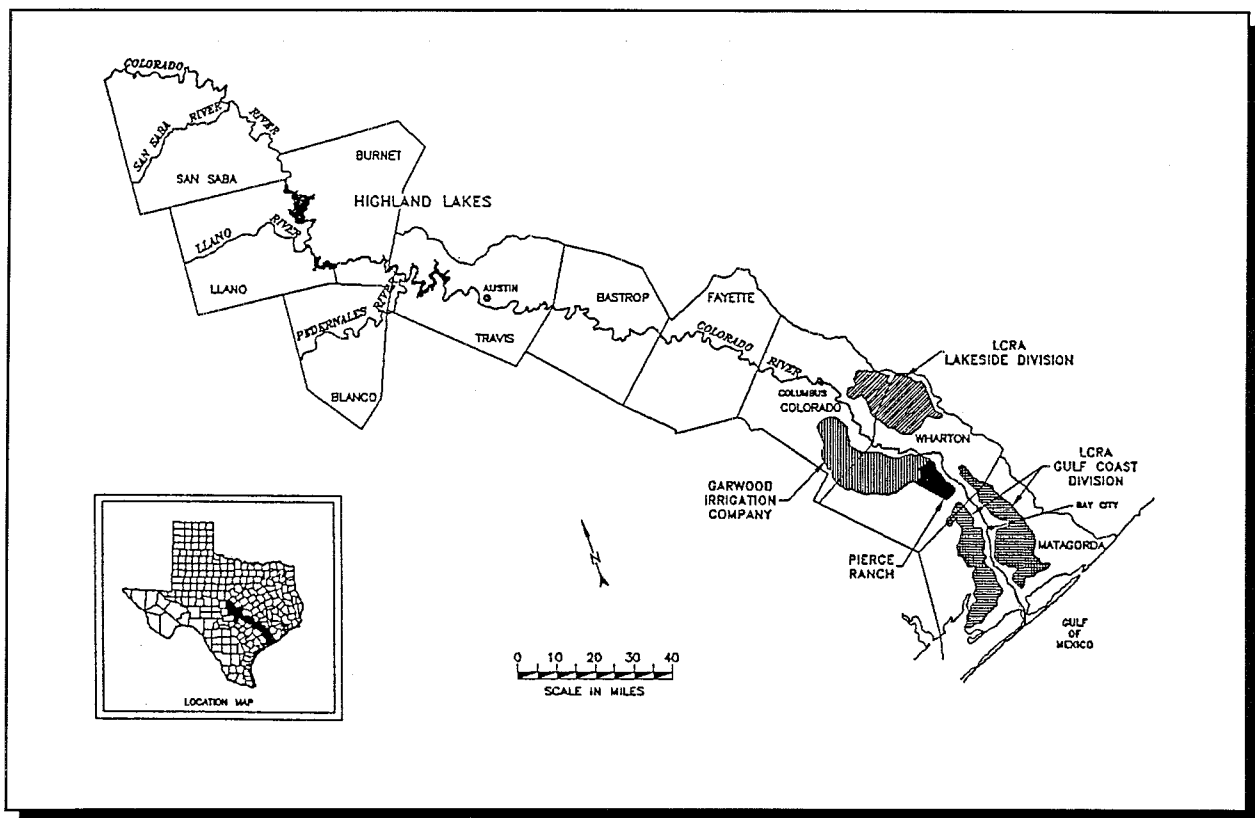 COLORADO
RIVER
SAN SABA RIVER
SAN SABA
BURNET
HIGHLAND LAKES
LLANO RIVER
LLANO
PEDERNALES RIVER
BLANCO
AUSTIN
TRAVIS
BASTROP
FAYETTE
COLORADO RIVER
COLUMBUS
COLORADO
LCRA
LAKESIDE DIVISION
WHARTON
LCRA
GULF COAST
DIVISION
BAY CITY
MATAGORDA
GARWOOD
IRRIGATION
COMPANY
PIERCE
RANCH
GULF
OF
MEXICO
N
0 10 20 30 40
SCALE IN MILES
LOCATION MAP